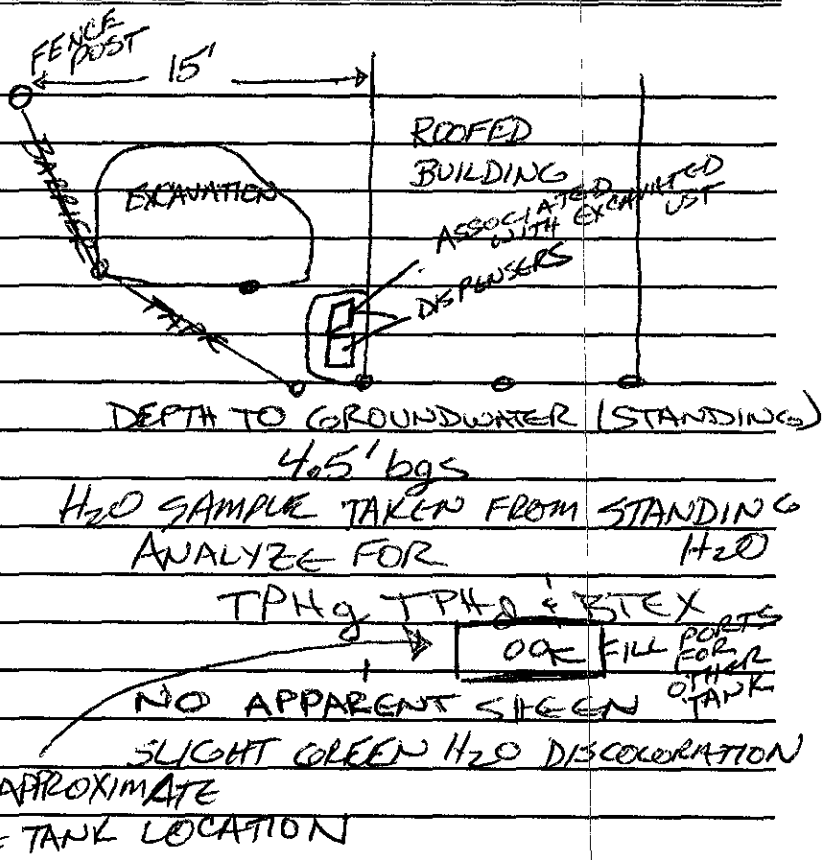 FENCE
POST
15'
ROOFED
BUILDING
BARRIER
EXCAVATION
ASSOCIATED
WITH EXCAVATED
UST
DISPENSERS
TAPE
DEPTH TO GROUNDWATER (STANDING)
4.5' bgs
H2O SAMPLE TAKEN FROM STANDING
ANALYZE FOR H2O
TPHg TPHd & BTEX
FILL PORTS
FOR
OTHER
TANK
NO APPARENT SHEEN
SLIGHT GREEN H2O DISCOLORATION
APPROXIMATE
TANK LOCATION